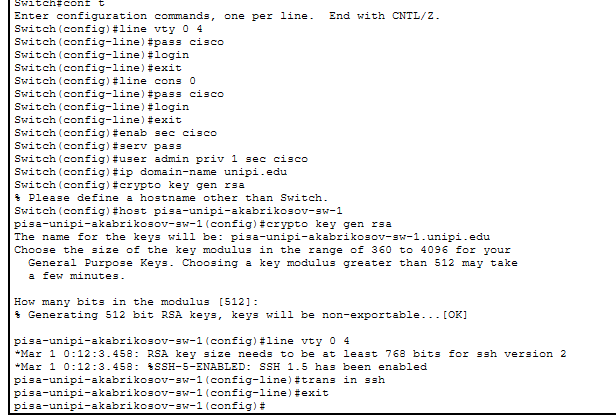 Switch#conf t
Enter configuration commands, one per line.  End with CNTL/Z.
Switch(config)#line vty 0 4
Switch(config-line)#pass cisco
Switch(config-line)#login
Switch(config-line)#exit
Switch(config)#line cons 0
Switch(config-line)#pass cisco
Switch(config-line)#login
Switch(config-line)#exit
Switch(config)#enab sec cisco
Switch(config)#serv pass
Switch(config)#user admin priv 1 sec cisco
Switch(config)#ip domain-name unipi.edu
Switch(config)#crypto key gen rsa
% Please define a hostname other than Switch.
Switch(config)#host pisa-unipi-akabrikosov-sw-1
pisa-unipi-akabrikosov-sw-1(config)#crypto key gen rsa
The name for the keys will be: pisa-unipi-akabrikosov-sw-1.unipi.edu
Choose the size of the key modulus in the range of 360 to 4096 for your
  General Purpose Keys. Choosing a key modulus greater than 512 may take
  a few minutes.

How many bits in the modulus [512]:
% Generating 512 bit RSA keys, keys will be non-exportable...[OK]

pisa-unipi-akabrikosov-sw-1(config)#line vty 0 4
*Mar 1 0:12:3.458: RSA key size needs to be at least 768 bits for ssh version 2
*Mar 1 0:12:3.458: %SSH-5-ENABLED: SSH 1.5 has been enabled
pisa-unipi-akabrikosov-sw-1(config-line)#trans in ssh
pisa-unipi-akabrikosov-sw-1(config-line)#exit
pisa-unipi-akabrikosov-sw-1(config)#